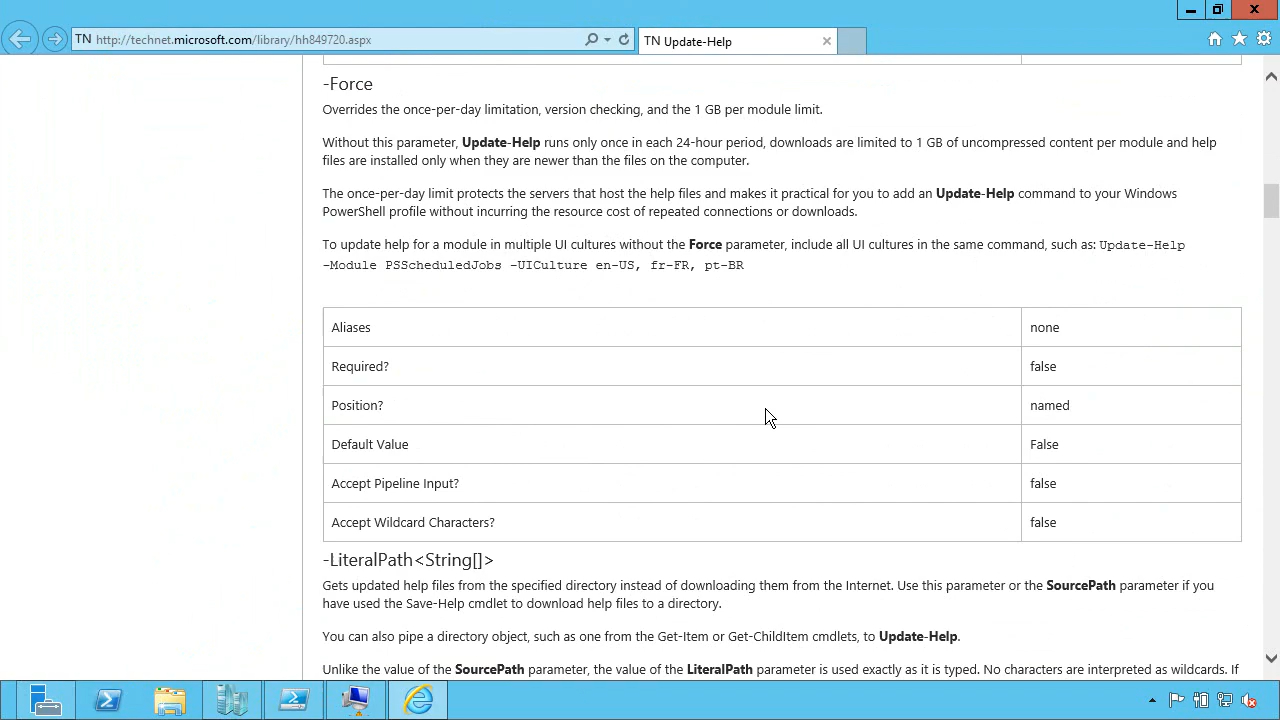 TN http://technet.microsoft.com/library/hh849720.aspx
TN Update-Help
-Force
Overrides the once-per-day limitation, version checking, and the 1 GB per module limit.
Without this parameter, Update-Help runs only once in each 24-hour period, downloads are limited to 1 GB of uncompressed content per module and help
files are installed only when they are newer than the files on the computer.
The once-per-day limit protects the servers that host the help files and makes it practical for you to add an Update-Help command to your Windows
PowerShell profile without incurring the resource cost of repeated connections or downloads.
To update help for a module in multiple UI cultures without the Force parameter, include all UI cultures in the same command, such as: Update-Help
-Module PSScheduledJobs -UICulture en-US, fr-FR, pt-BR
Aliases none
Required? false
Position? named
Default Value False
Accept Pipeline Input? false
Accept Wildcard Characters? false
-LiteralPath<String[]>
Gets updated help files from the specified directory instead of downloading them from the Internet. Use this parameter or the SourcePath parameter if you
have used the Save-Help cmdlet to download help files to a directory.
You can also pipe a directory object, such as one from the Get-Item or Get-ChildItem cmdlets, to Update-Help.
Unlike the value of the SourcePath parameter, the value of the LiteralPath parameter is used exactly as it is typed. No characters are interpreted as wildcards. If